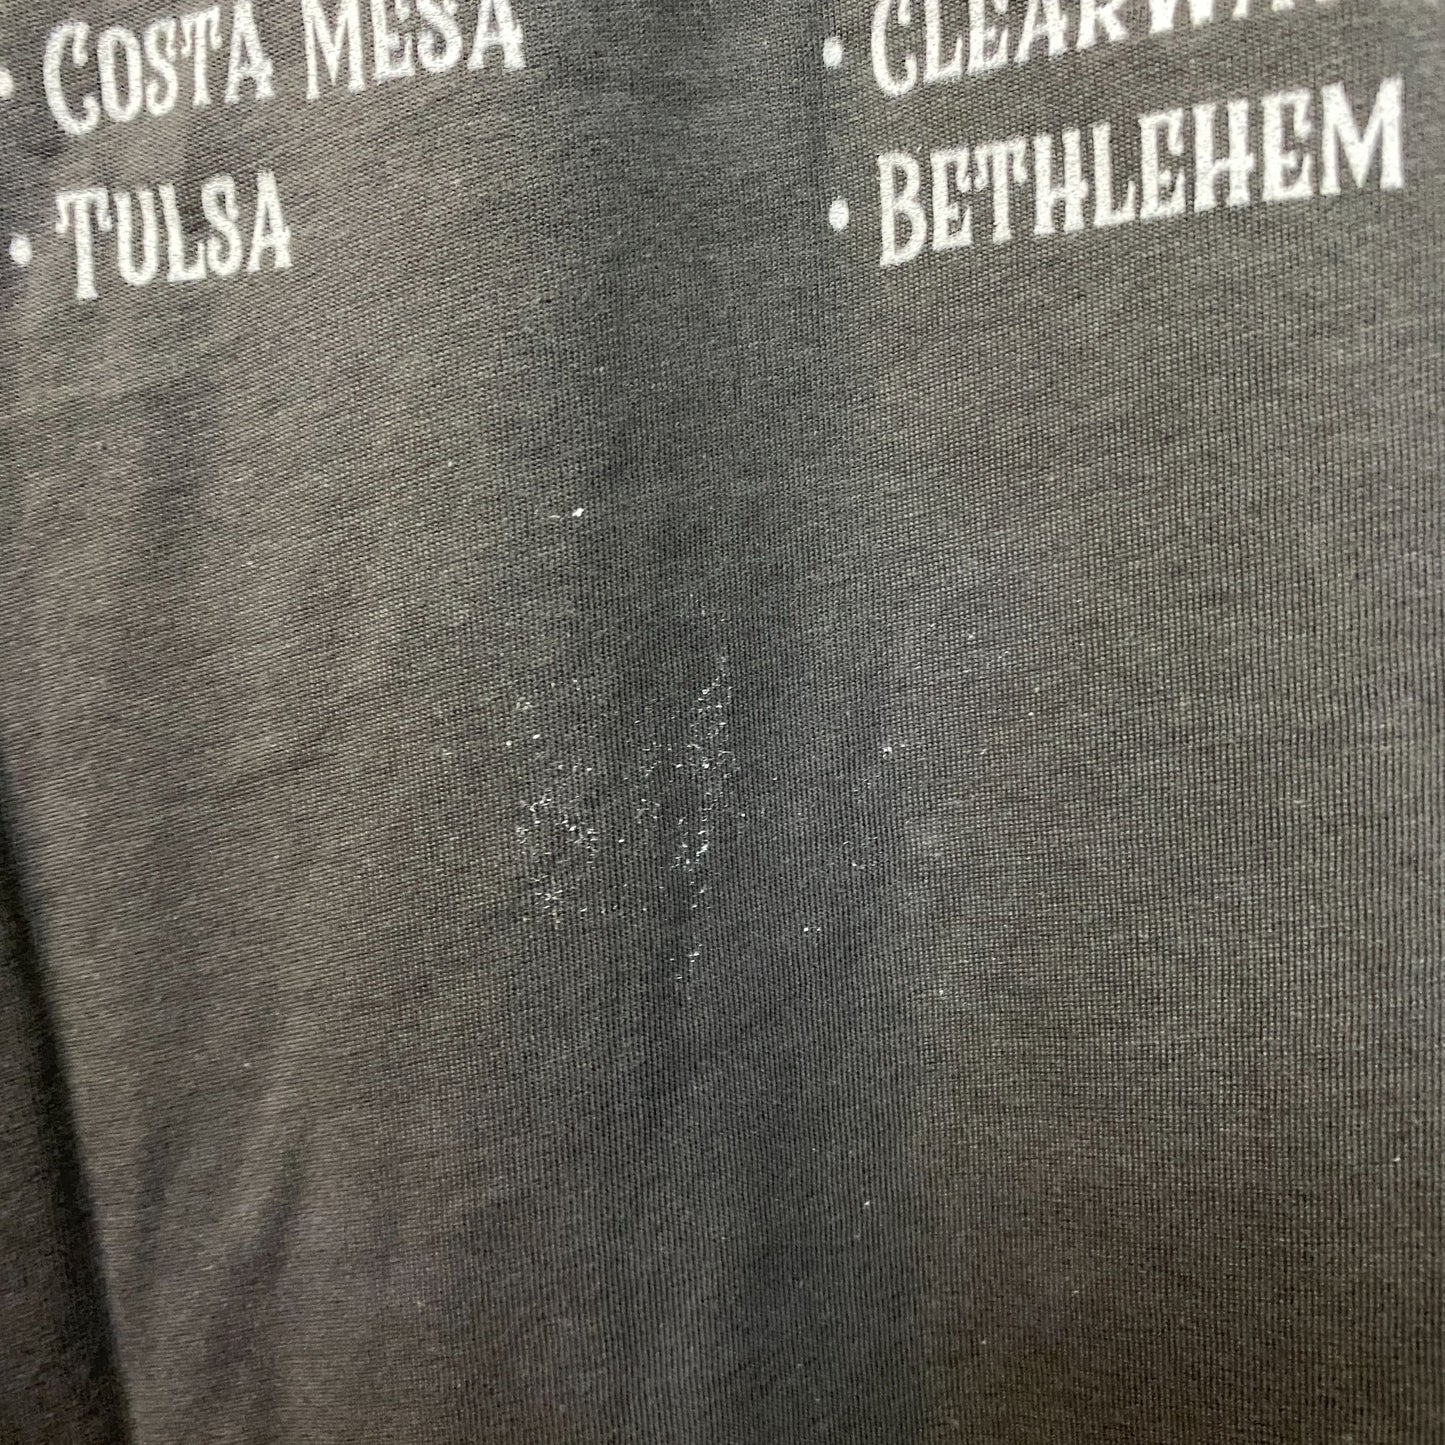 • COSTA MESA
• TULSA
•
• BETHLEHEM